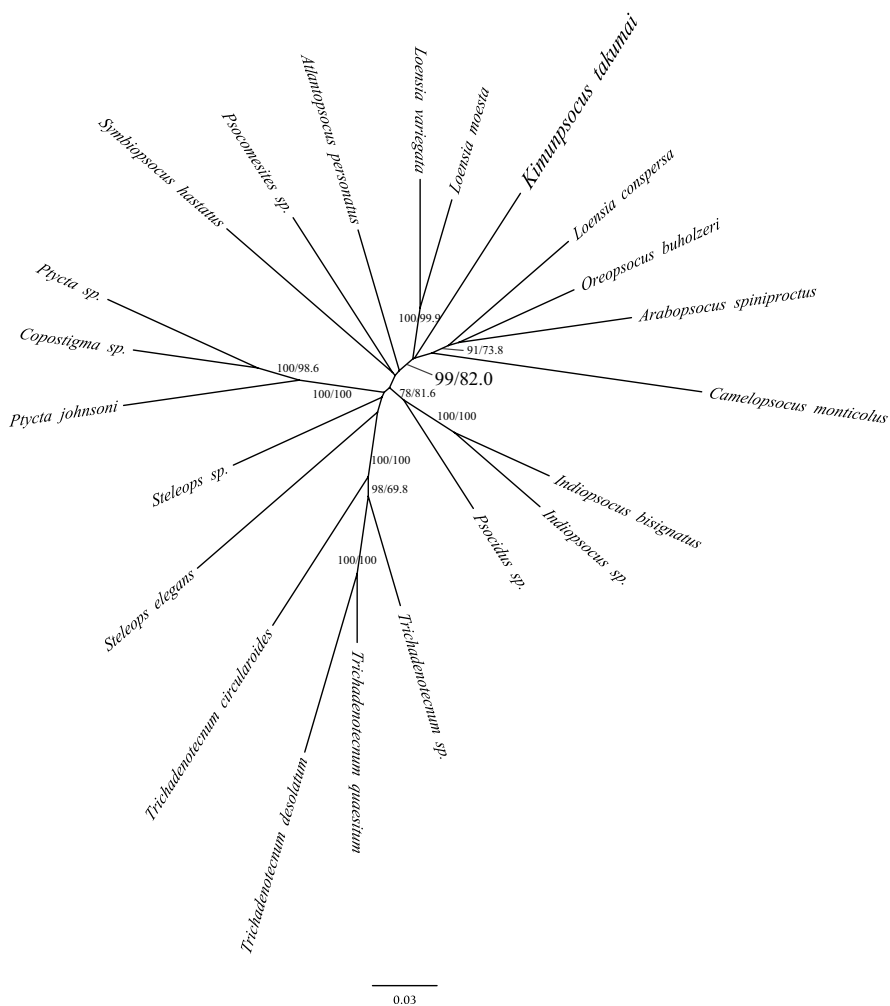 Kimunpsocus takumai
Loensia variegata
Loensia moesta
Atlantopsocus personatus
Psocomesites sp.
Symbiopsocus hastatus
Loensia conspersa
Oreopsocus buholzeri
Arabopsocus spiniproctus
Ptycta sp.
Copostigma sp.
Ptycta johnsoni
100/99.9
91/73.8
99/82.0
100/98.6
100/100
78/81.6
Camelopsocus monticolus
100/100
Steleops sp.
100/100
98/69.8
Indiopsocus bisignatus
Indiopsocus sp.
Psocidus sp.
Steleops elegans
100/100
Trichadenotecnum circularoides
Trichadenotecnum sp.
Trichadenotecnum quaesitum
Trichadenotecnum desolatum
0.03